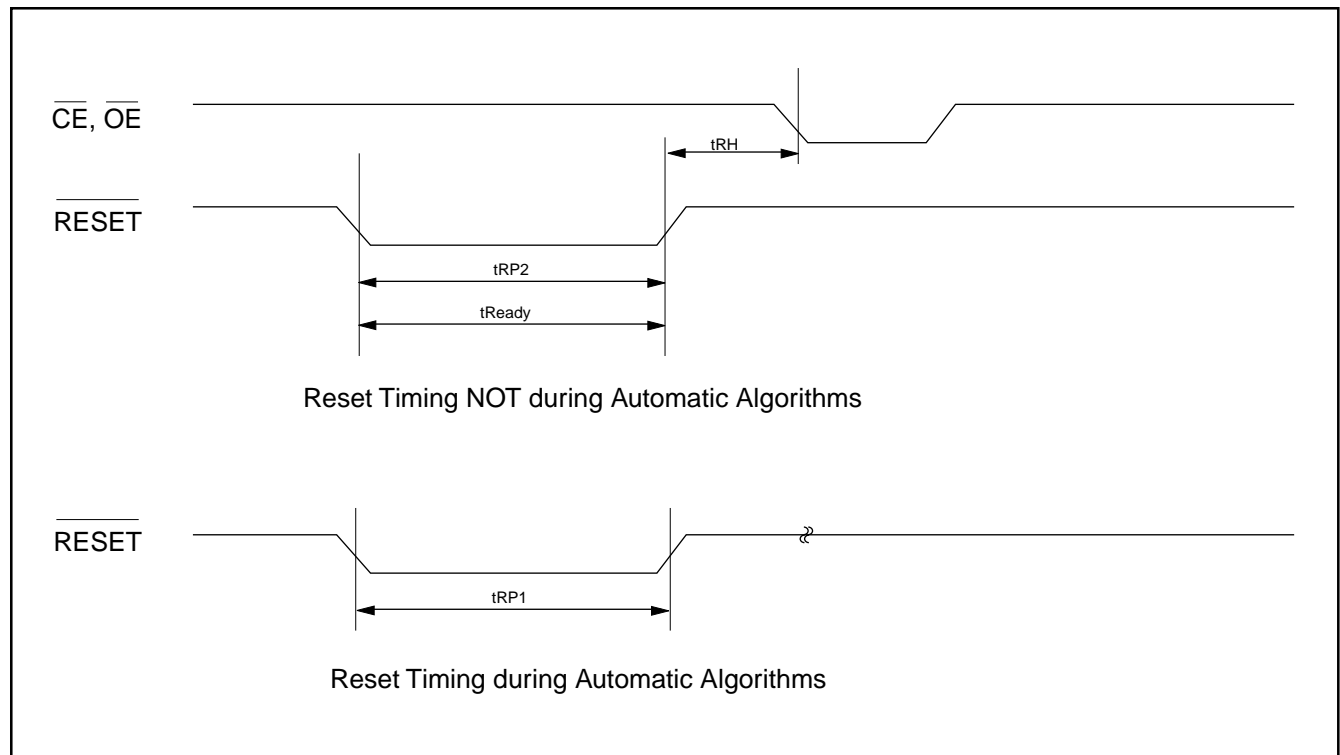 CE, OE
tRH
RESET
tRP2
tReady
Reset Timing NOT during Automatic Algorithms
RESET
tRP1
Reset Timing during Automatic Algorithms